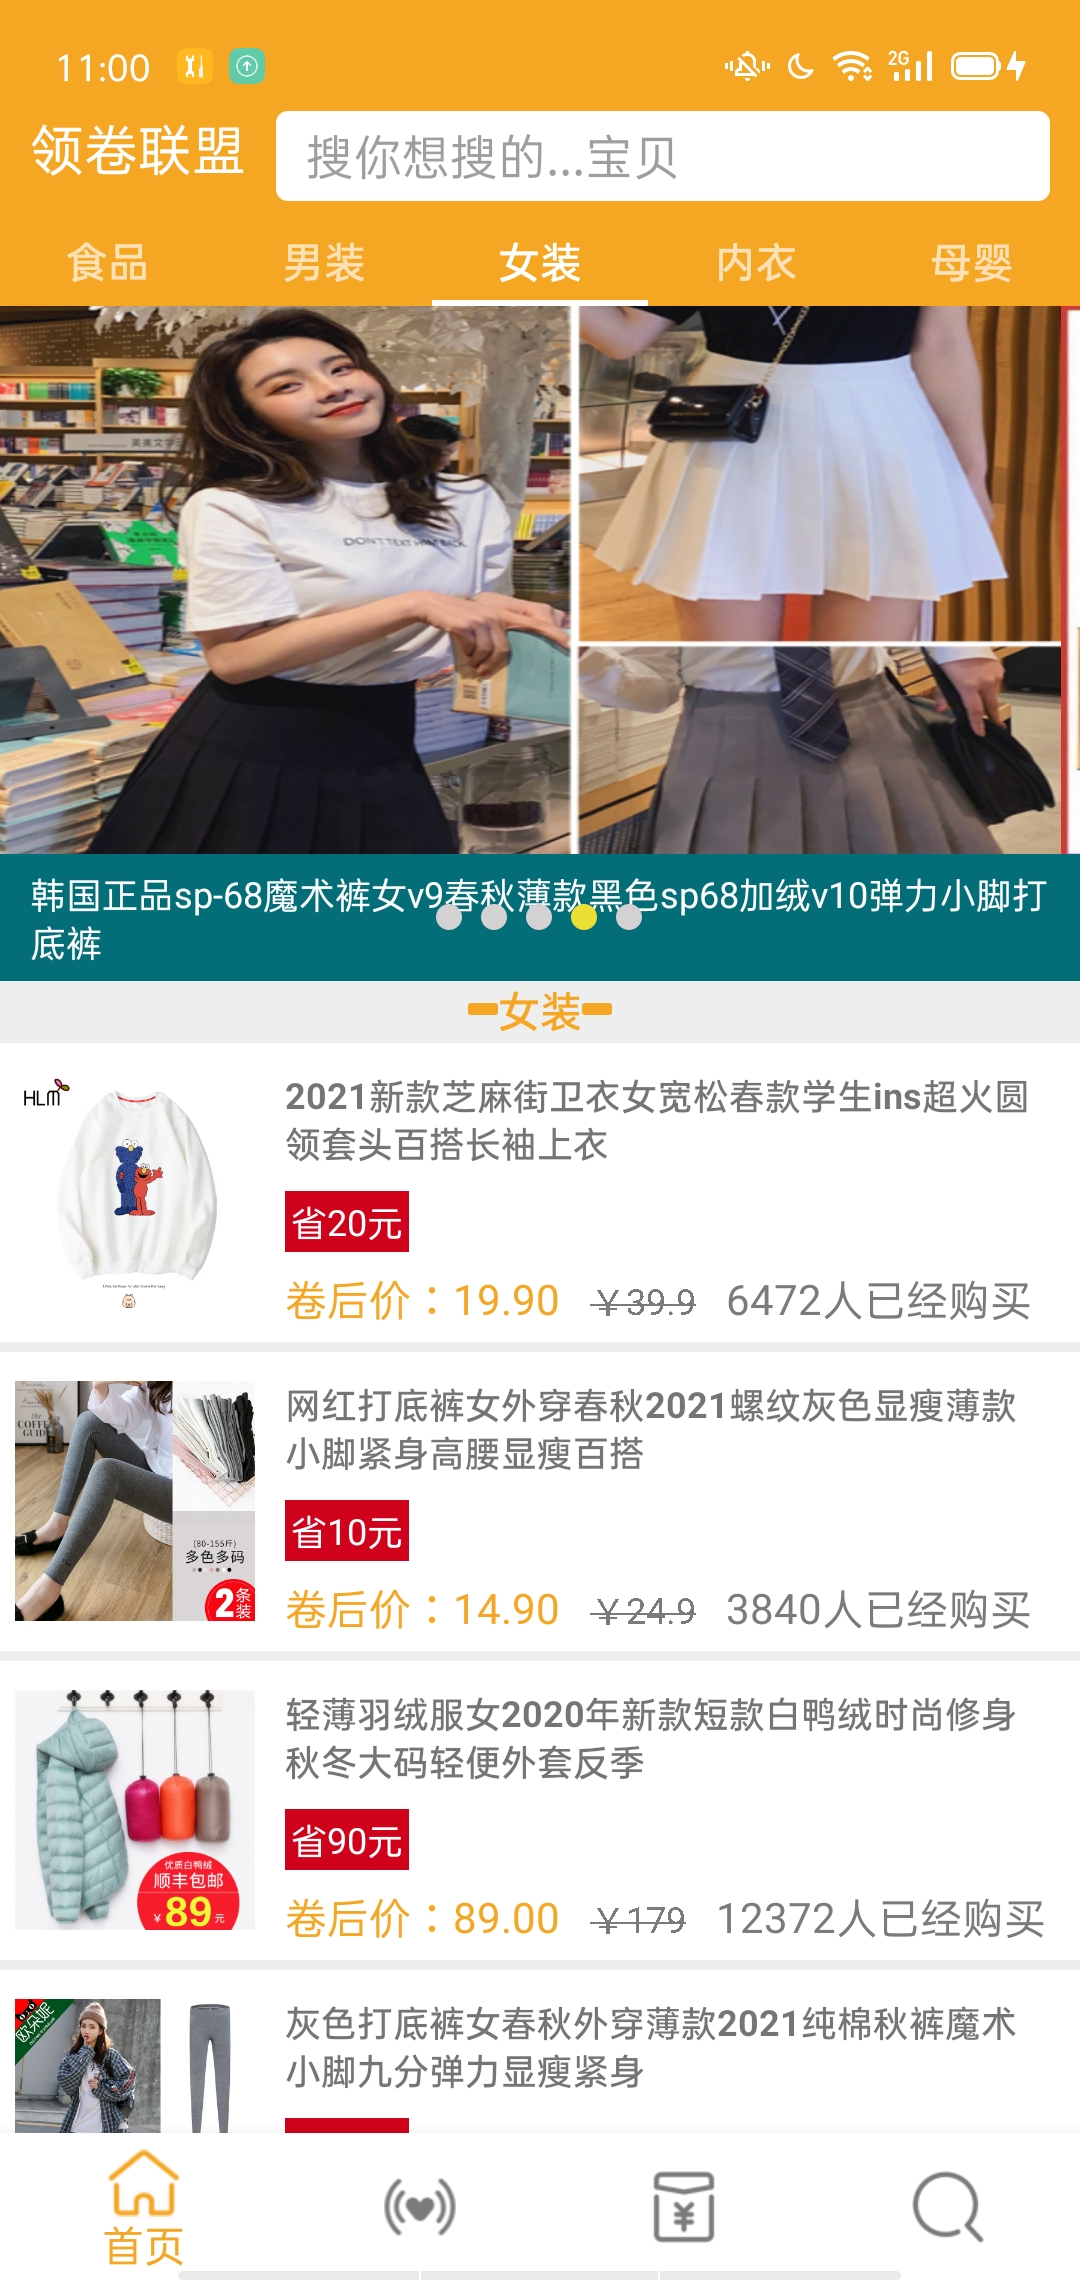 11:00
2G
领卷联盟
搜你想搜的...宝贝
食品 男装 女装 内衣 母婴
英美文学
DON'T TEXT HIM BACK
韩国正品sp-68魔术裤女v9春秋薄款黑色sp68加绒v10弹力小脚打
底裤
女装
HLM
2021新款芝麻街卫衣女宽松春款学生ins超火圆
领套头百搭长袖上衣
省20元
卷后价：19.90 ￥39.9 6472人已经购买
the
COFFEE
GUIDE
(80-155斤)
多色多码
2条装
网红打底裤女外穿春秋2021螺纹灰色显瘦薄款
小脚紧身高腰显瘦百搭
省10元
卷后价：14.90 ￥24.9 3840人已经购买
优质白鸭绒
顺丰包邮
¥89元
轻薄羽绒服女2020年新款短款白鸭绒时尚修身
秋冬大码轻便外套反季
省90元
卷后价：89.00 ￥179 12372人已经购买
欧朵妮
灰色打底裤女春秋外穿薄款2021纯棉秋裤魔术
小脚九分弹力显瘦紧身
首页